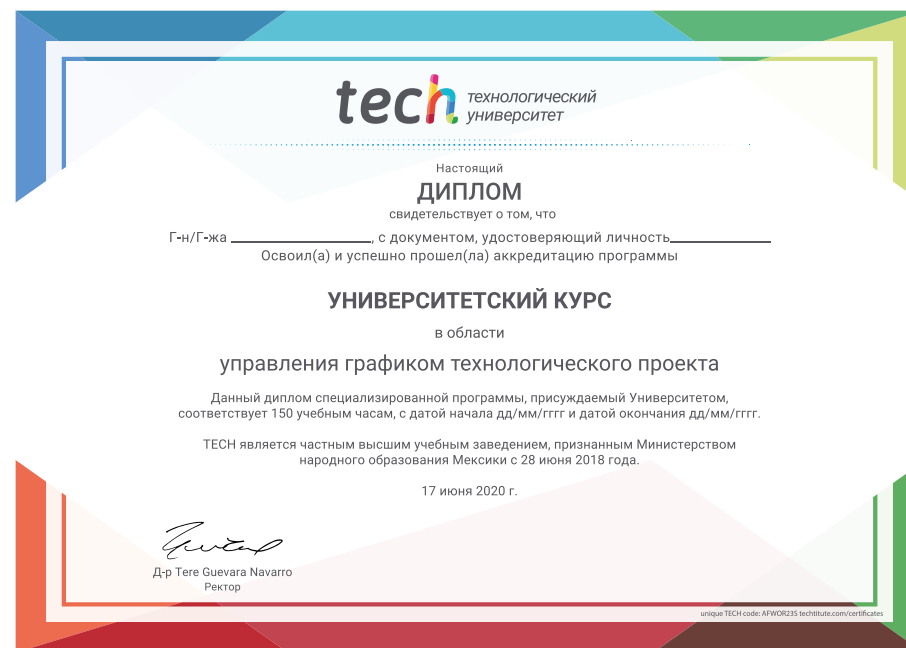 tech технологический
университет
Настоящий
ДИПЛОМ
свидетельствует о том, что
Г-н/Г-жа ____________________, с документом, удостоверяющий личность______________
Освоил(а) и успешно прошел(ла) аккредитацию программы
УНИВЕРСИТЕТСКИЙ КУРС
в области
управления графиком технологического проекта
Данный диплом специализированной программы, присуждаемый Университетом,
соответствует 150 учебным часам, с датой начала дд/мм/гггг и датой окончания дд/мм/гггг.
TECH является частным высшим учебным заведением, признанным Министерством
народного образования Мексики с 28 июня 2018 года.
17 июня 2020 г.
Д-р Tere Guevara Navarro
Ректор
unique TECH code: AFWOR23S techtitute.com/certificates